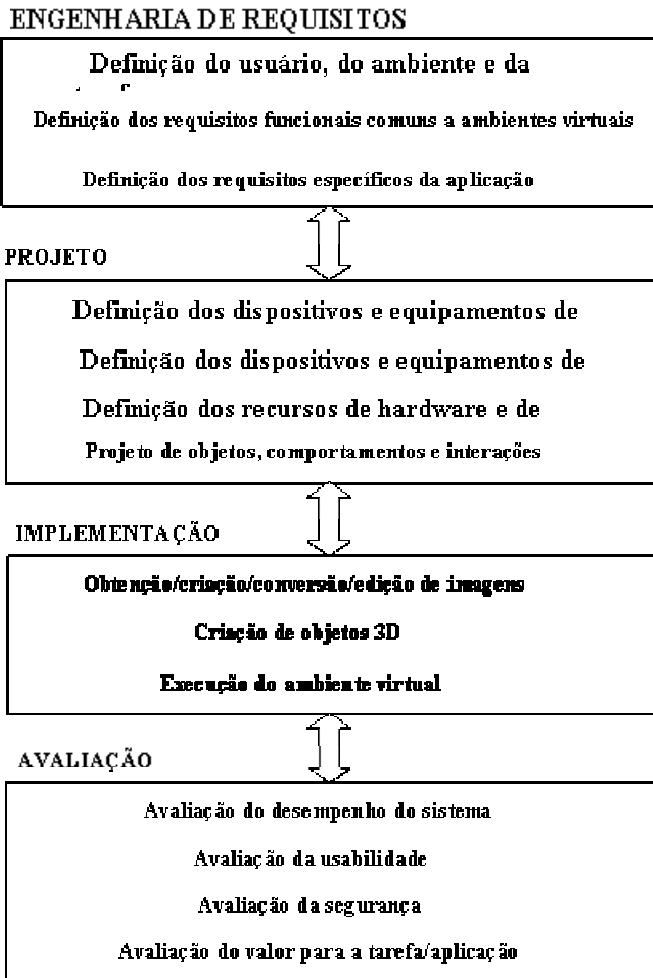 ENGENHARIA DE REQUISITOS
Definição do usuário, do ambiente e da
Definição dos requisitos funcionais comuns a ambientes virtuais
Definição dos requisitos específicos da aplicação
PROJETO
Definição dos dispositivos e equipamentos de
Definição dos dispositivos e equipamentos de
Definição dos recursos de hardware e de
Projeto de objetos, comportamentos e interações
IMPLEMENTAÇÃO
Obtenção/criação/conversão/edição de imagens
Criação de objetos 3D
Execução do ambiente virtual
AVALIAÇÃO
Avaliação do desempenho do sistema
Avaliação da usabilidade
Avaliação da segurança
Avaliação do valor para a tarefa/aplicação